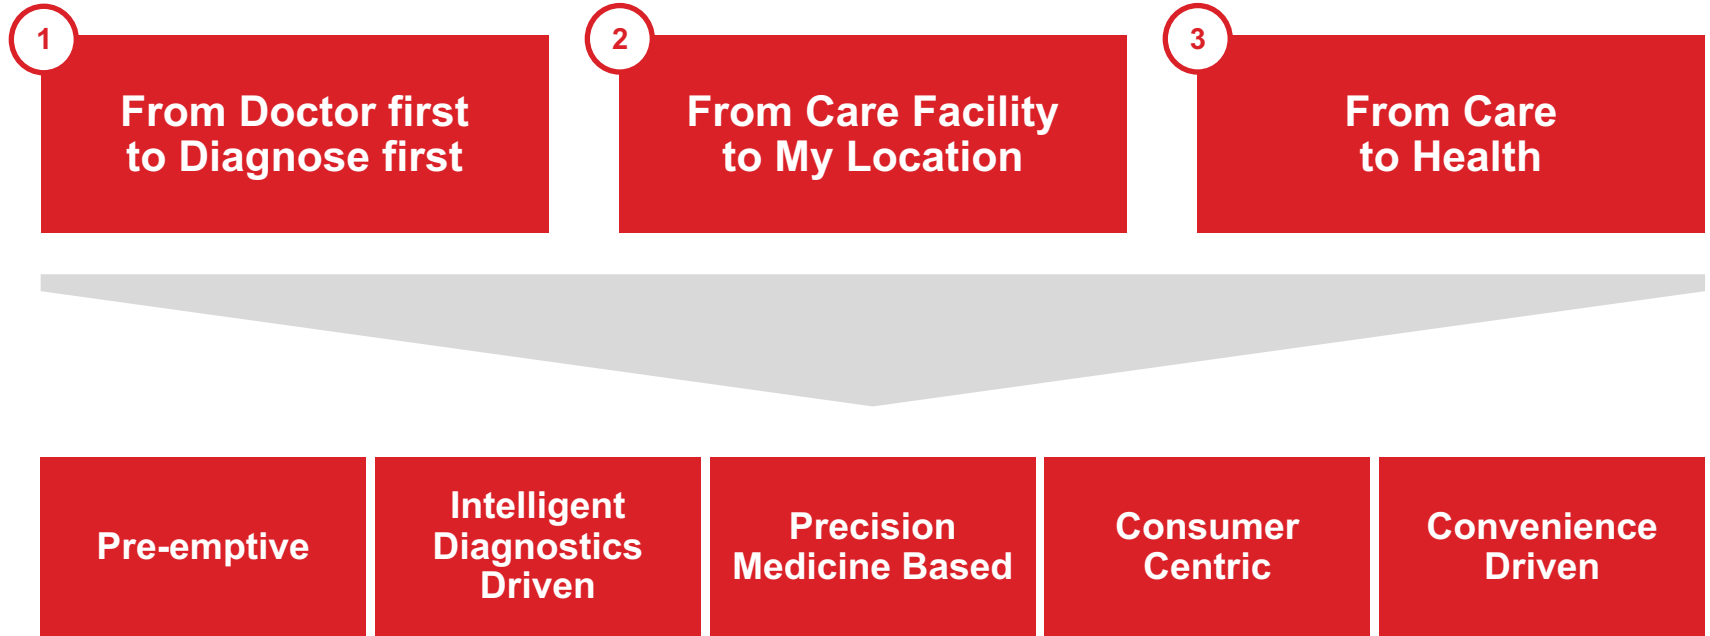 1
From Doctor first
to Diagnose first
2
From Care Facility
to My Location
3
From Care
to Health
Pre-emptive
Intelligent
Diagnostics
Driven
Precision
Medicine Based
Consumer
Centric
Convenience
Driven